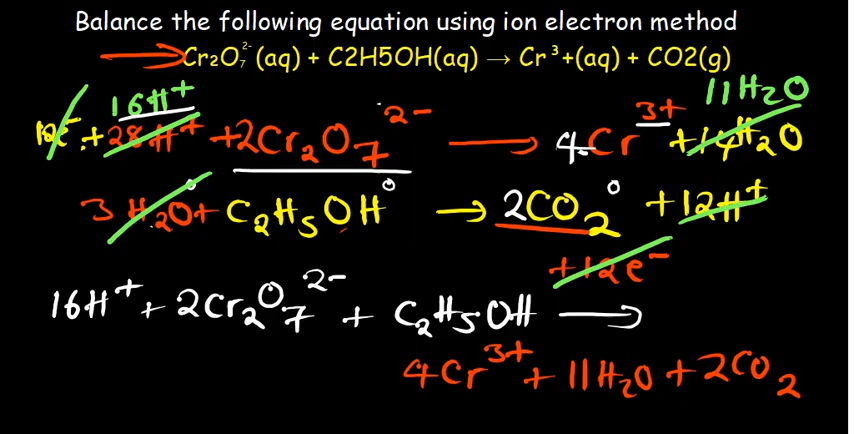 Balance the following equation using ion electron method
→ Cr₂O₇²⁻(aq) + C2H5OH(aq) → Cr³+(aq) + CO2(g)
16H⁺ 11H₂O
12e⁻ + 28H⁺ + 2Cr₂O₇²⁻ → 4Cr³⁺ + 14H₂O
3H₂O + C₂H₅OH⁰ → 2CO₂⁰ + 12H⁺
+12e⁻
16H⁺ + 2Cr₂O₇²⁻ + C₂H₅OH →
4Cr³⁺ + 11H₂O + 2CO₂